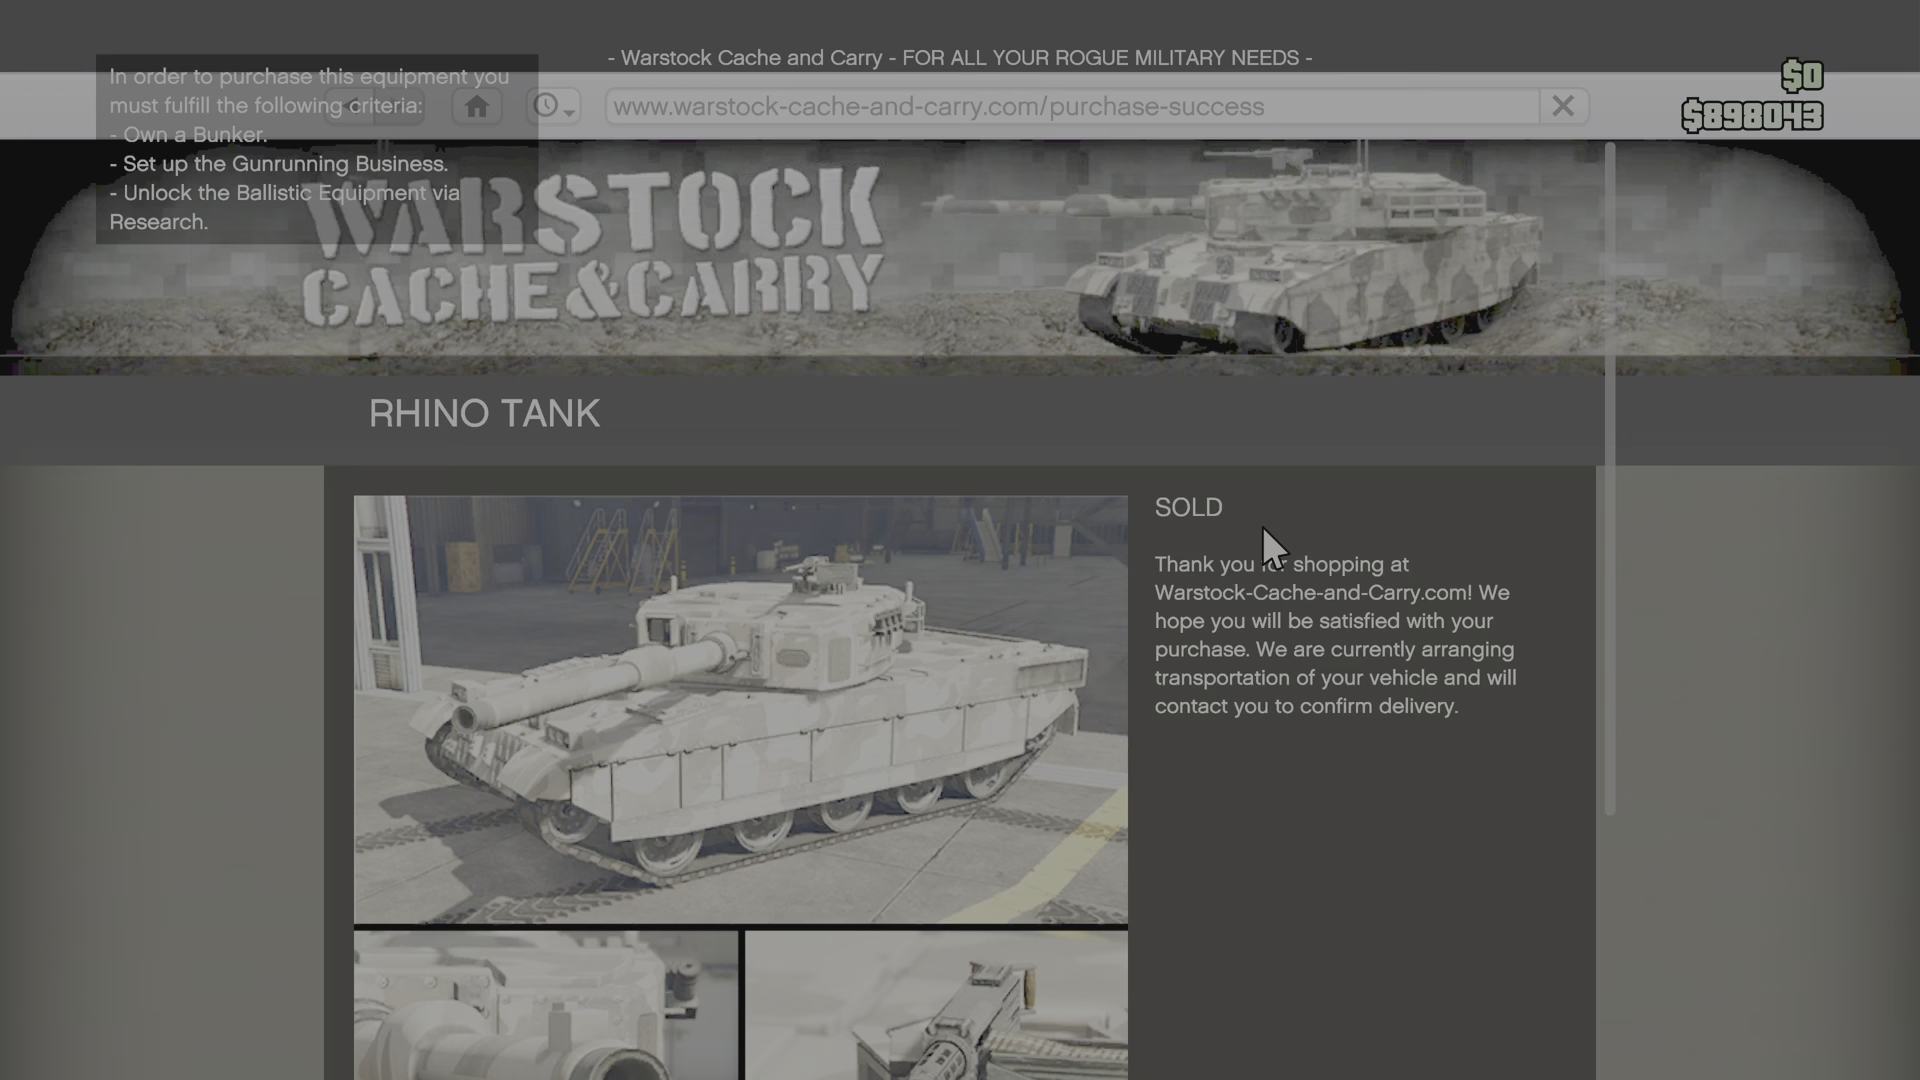 - Warstock Cache and Carry - FOR ALL YOUR ROGUE MILITARY NEEDS -
In order to purchase this equipment you
must fulfill the following criteria:
- Own a Bunker.
- Set up the Gunrunning Business.
- Unlock the Ballistic Equipment via
Research.
www.warstock-cache-and-carry.com/purchase-success
$0
$898043
WARSTOCK
CACHE&CARRY
RHINO TANK
SOLD
Thank you for shopping at
Warstock-Cache-and-Carry.com! We
hope you will be satisfied with your
purchase. We are currently arranging
transportation of your vehicle and will
contact you to confirm delivery.